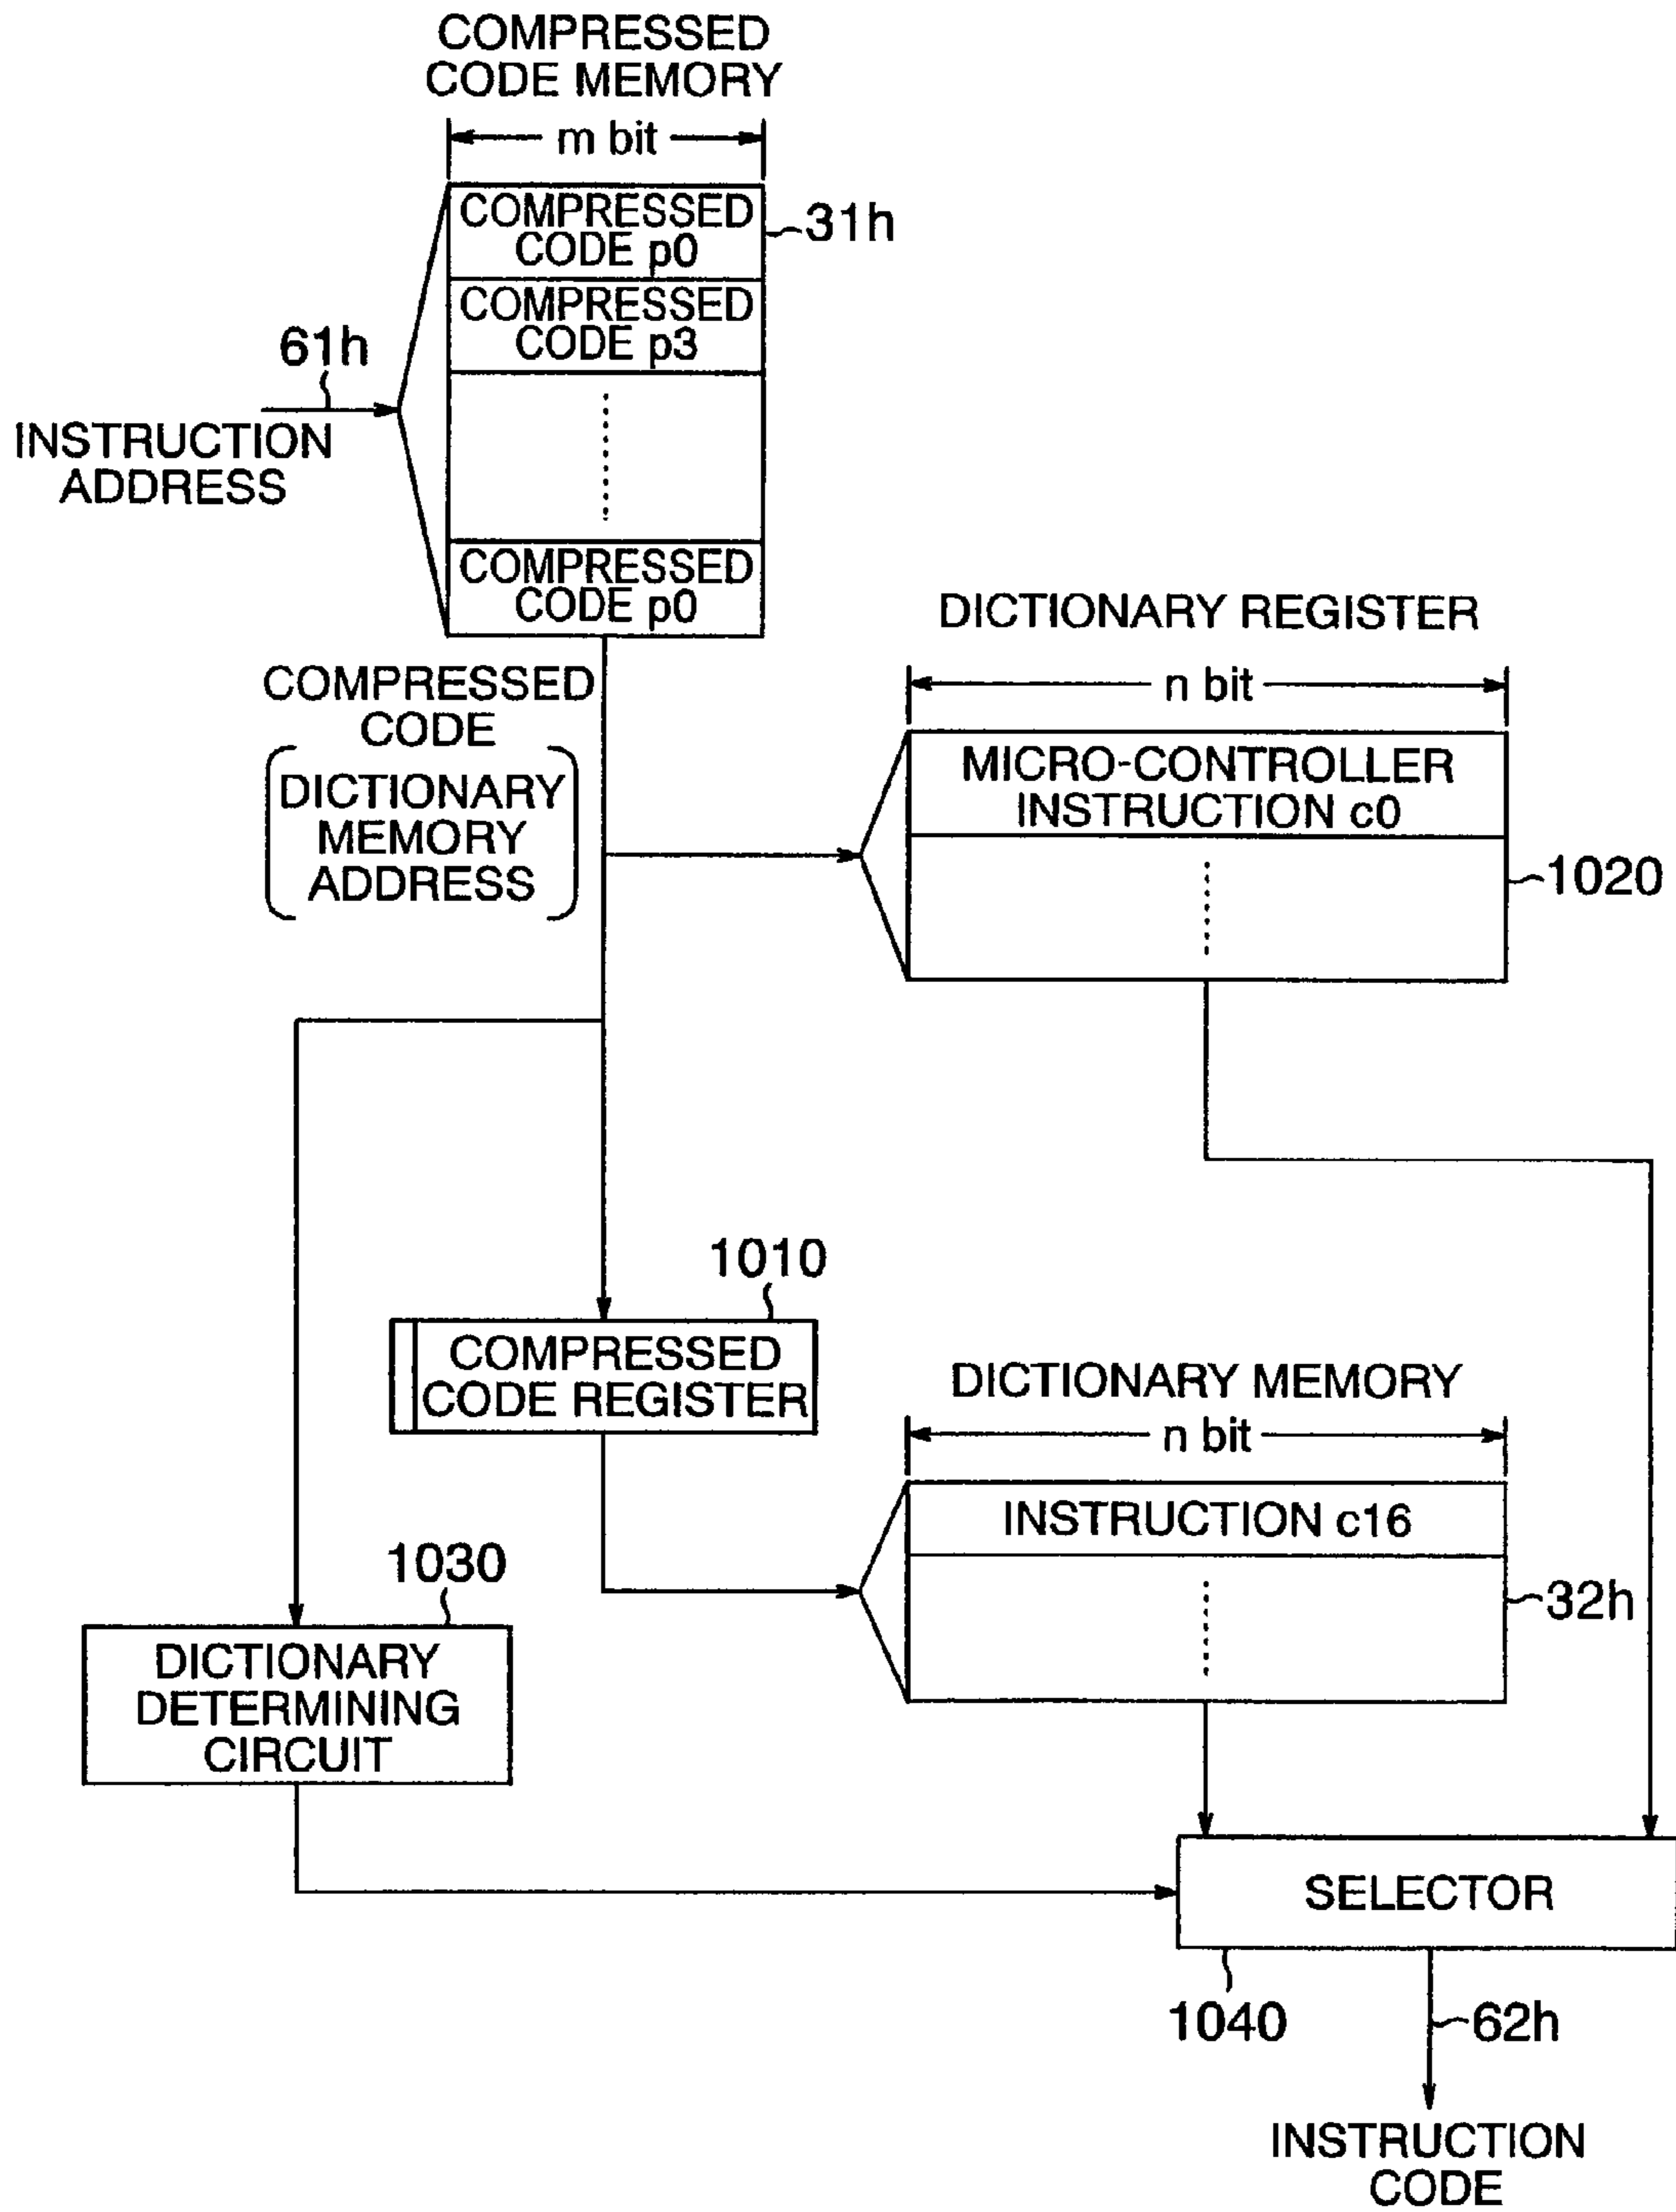 COMPRESSED
CODE MEMORY
m bit
COMPRESSED
CODE p0
31h
COMPRESSED
CODE p3
61h
INSTRUCTION
ADDRESS
COMPRESSED
CODE p0
DICTIONARY REGISTER
n bit
COMPRESSED
CODE
DICTIONARY
MEMORY
ADDRESS
MICRO-CONTROLLER
INSTRUCTION c0
1020
1010
COMPRESSED
CODE REGISTER
DICTIONARY MEMORY
n bit
INSTRUCTION c16
32h
1030
DICTIONARY
DETERMINING
CIRCUIT
SELECTOR
1040
62h
INSTRUCTION
CODE